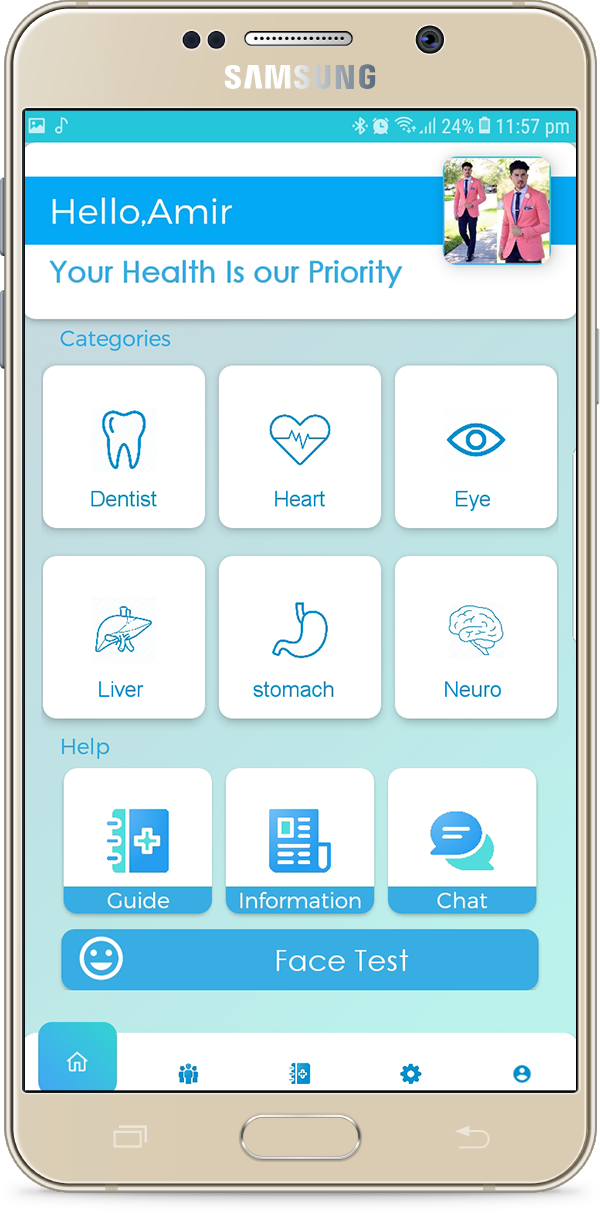 SAMSUNG
24% 11:57 pm
Hello,Amir
Your Health Is our Priority
Categories
Dentist Heart Eye
Liver stomach Neuro
Help
Guide Information Chat
Face Test